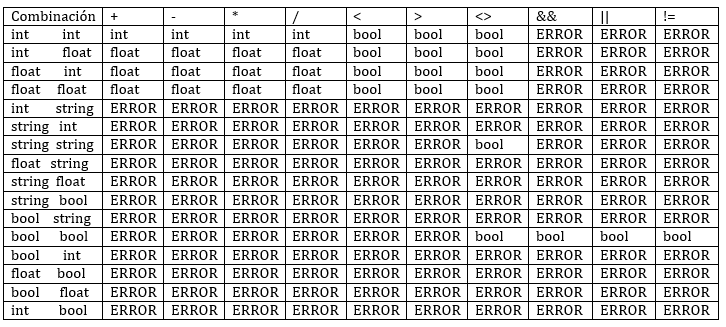 Combinación + - * / < > <> && || !=
int int int int int int bool bool bool ERROR ERROR ERROR
int float float float float float bool bool bool ERROR ERROR ERROR
float int float float float float bool bool bool ERROR ERROR ERROR
float float float float float float bool bool bool ERROR ERROR ERROR
int string ERROR ERROR ERROR ERROR ERROR ERROR ERROR ERROR ERROR ERROR
string int ERROR ERROR ERROR ERROR ERROR ERROR ERROR ERROR ERROR ERROR
string string ERROR ERROR ERROR ERROR ERROR ERROR bool ERROR ERROR ERROR
float string ERROR ERROR ERROR ERROR ERROR ERROR ERROR ERROR ERROR ERROR
string float ERROR ERROR ERROR ERROR ERROR ERROR ERROR ERROR ERROR ERROR
string bool ERROR ERROR ERROR ERROR ERROR ERROR ERROR ERROR ERROR ERROR
bool string ERROR ERROR ERROR ERROR ERROR ERROR ERROR ERROR ERROR ERROR
bool bool ERROR ERROR ERROR ERROR ERROR ERROR bool bool bool bool
bool int ERROR ERROR ERROR ERROR ERROR ERROR ERROR ERROR ERROR ERROR
float bool ERROR ERROR ERROR ERROR ERROR ERROR ERROR ERROR ERROR ERROR
bool float ERROR ERROR ERROR ERROR ERROR ERROR ERROR ERROR ERROR ERROR
int bool ERROR ERROR ERROR ERROR ERROR ERROR ERROR ERROR ERROR ERROR